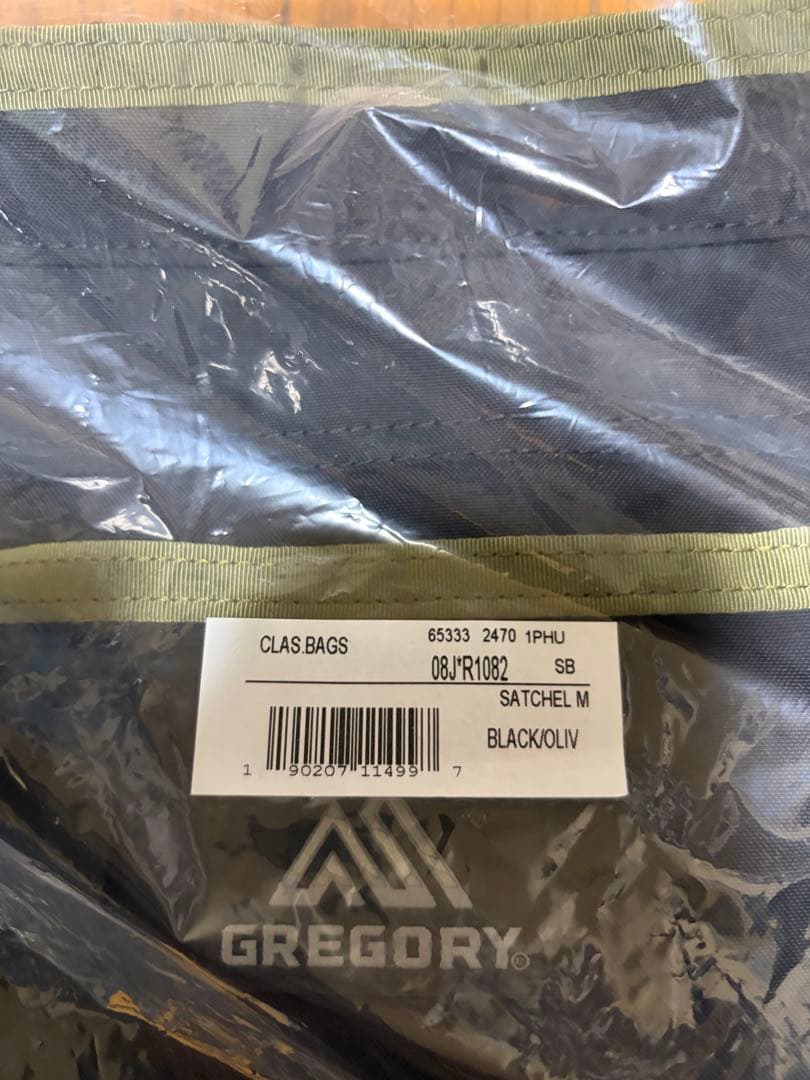 CLAS.BAGS 65333 2470 1PHU
08J*R1082 SB
SATCHEL M
BLACK/OLIV
1 90207 11499 7
GREGORY®